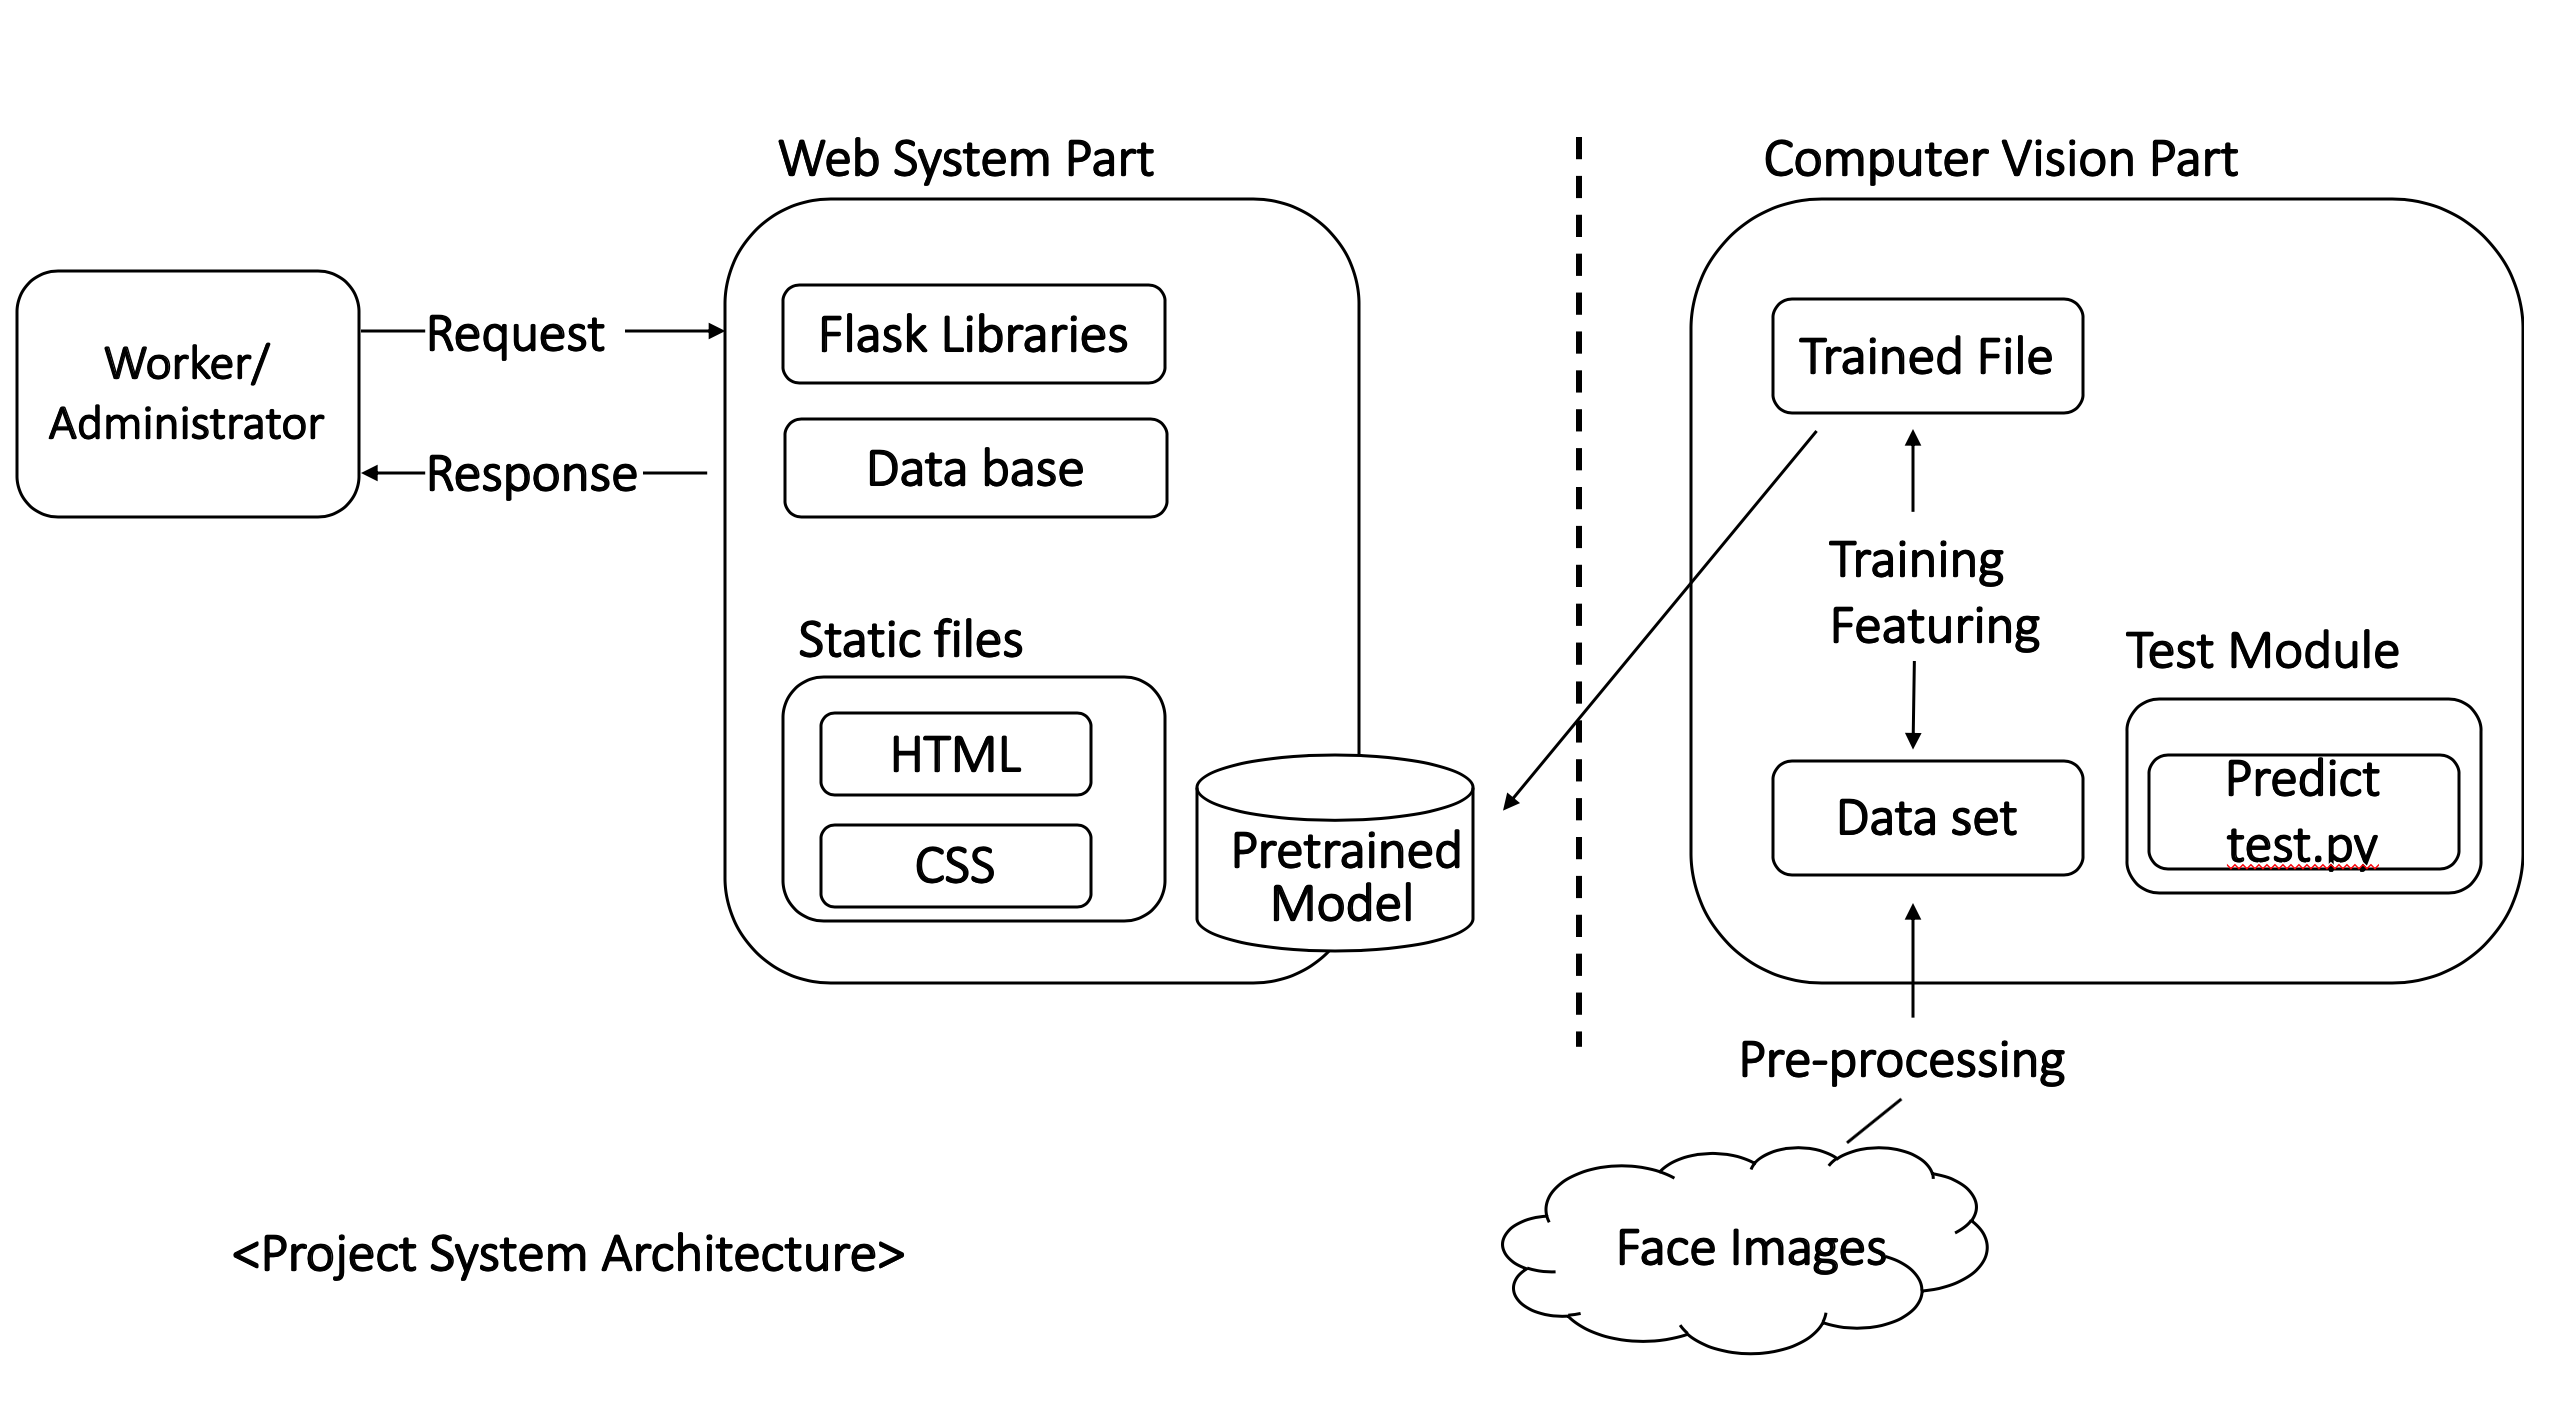 Web System Part
Computer Vision Part
Worker/
Administrator
Request
Response
Flask Libraries
Data base
Static files
HTML
CSS
Pretrained
Model
Trained File
Training
Featuring
Data set
Test Module
Predict
test.py
Pre-processing
Face Images
<Project System Architecture>